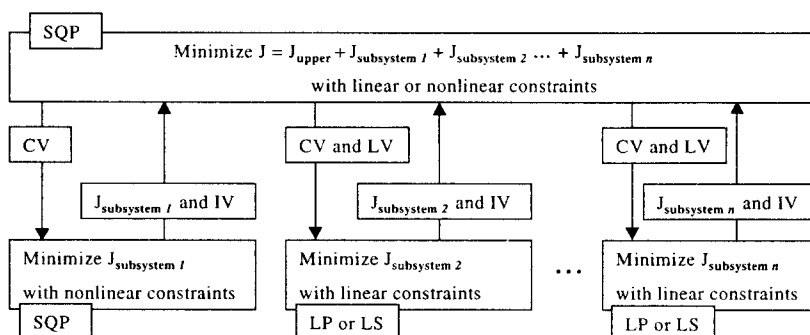 SQP
Minimize J = J_upper + J_subsystem 1 + J_subsystem 2 ... + J_subsystem n
with linear or nonlinear constraints
CV
CV and LV
CV and LV
J_subsystem 1 and IV
J_subsystem 2 and IV
J_subsystem n and IV
Minimize J_subsystem 1
with nonlinear constraints
SQP
Minimize J_subsystem 2
with linear constraints
LP or LS
...
Minimize J_subsystem n
with linear constraints
LP or LS